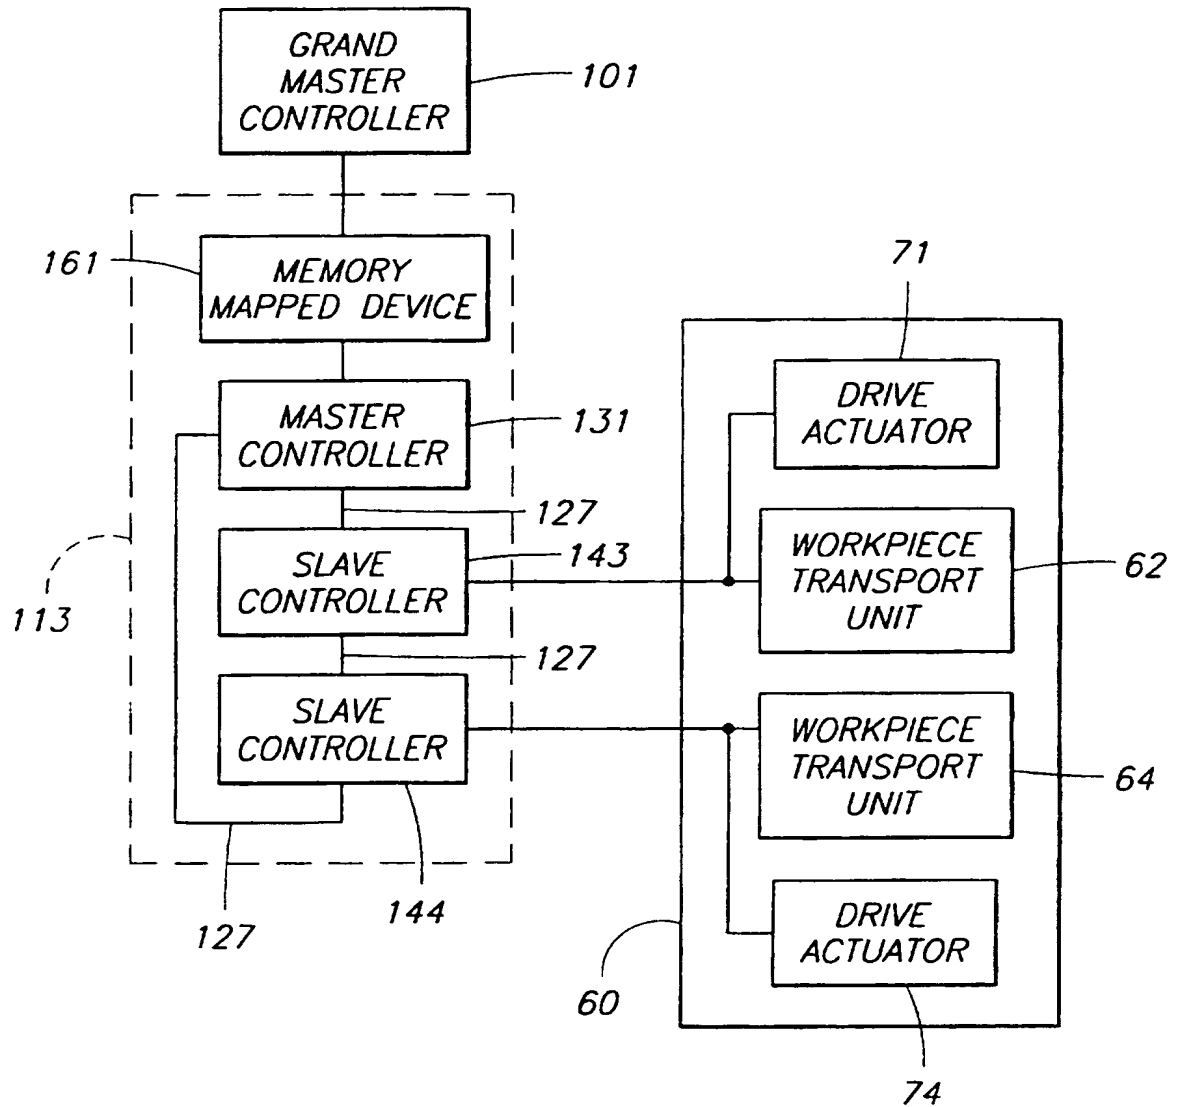 GRAND
MASTER
CONTROLLER
101
161
MEMORY
MAPPED DEVICE
MASTER
CONTROLLER
131
127
SLAVE
CONTROLLER
143
113
127
SLAVE
CONTROLLER
144
127
71
DRIVE
ACTUATOR
WORKPIECE
TRANSPORT
UNIT
62
WORKPIECE
TRANSPORT
UNIT
64
DRIVE
ACTUATOR
60
74